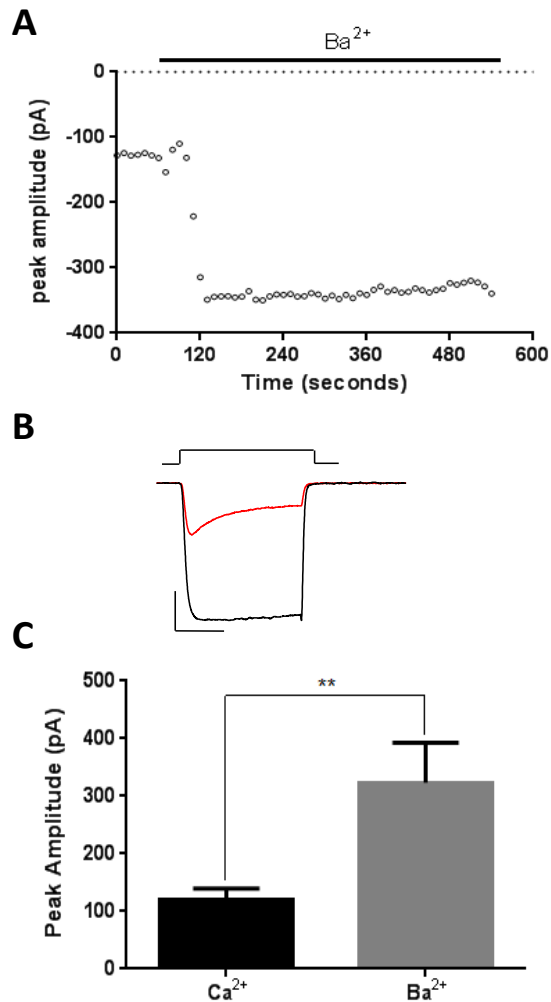 A
Ba²⁺
0
-100
-200
-300
-400
peak amplitude (pA)
0 120 240 360 480 600
Time (seconds)
B
C
500
400
300
200
100
0
Peak Amplitude (pA)
**
Ca²⁺ Ba²⁺